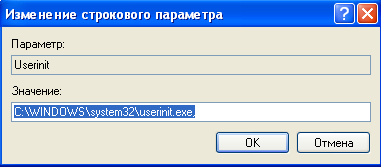 Изменение строкового параметра
Параметр:
Userinit
Значение:
C:\WINDOWS\system32\userinit.exe,
OK
Отмена